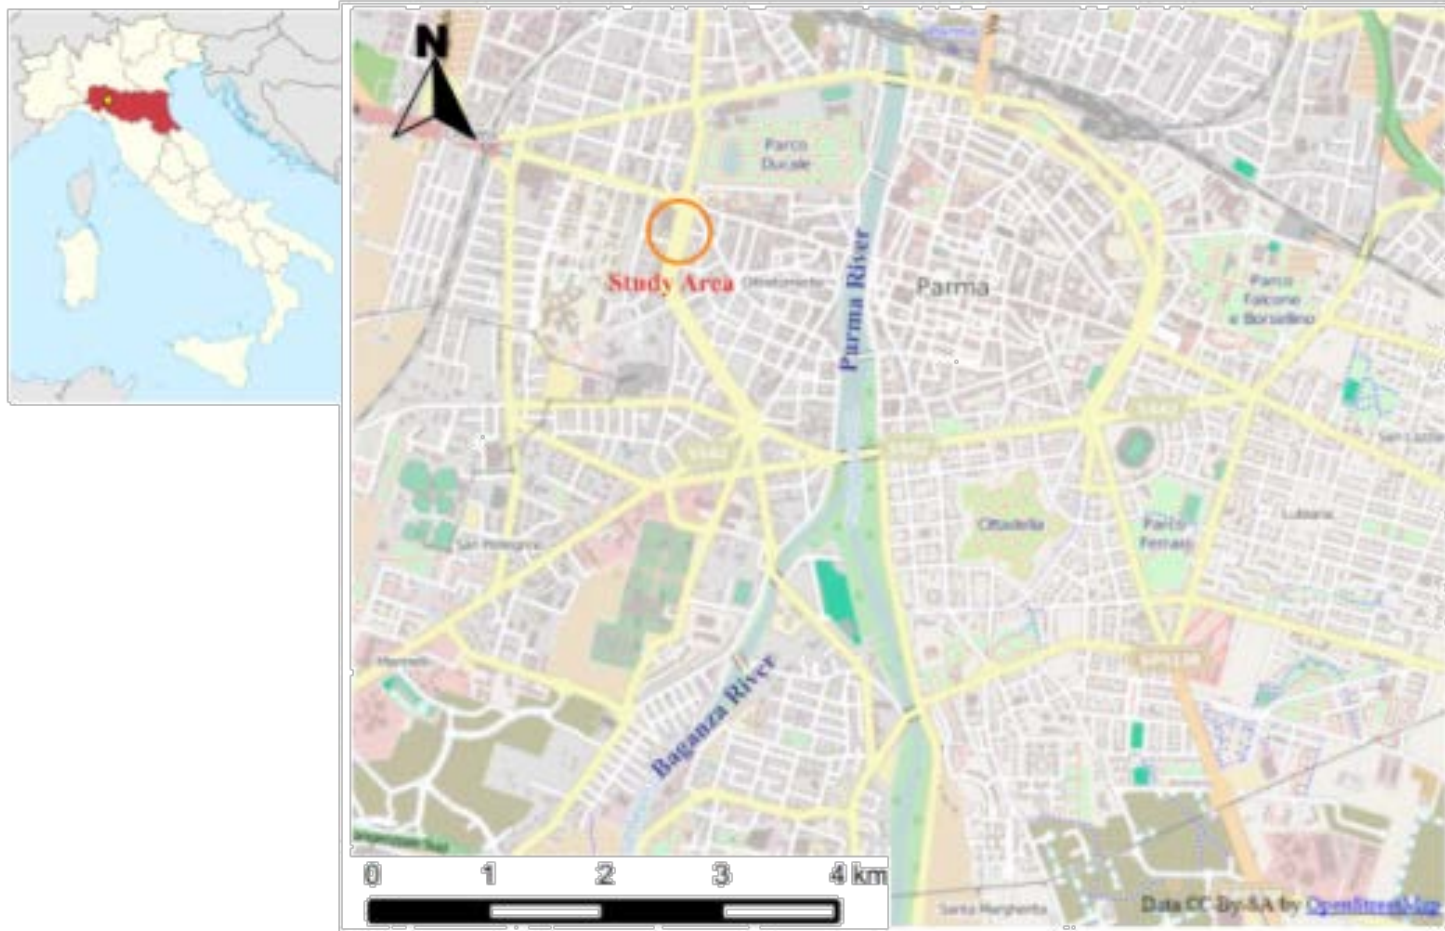 N
Parma
Parco
Ducale
Study Area
Parma River
Parma
Parco
Falcone
e Borsellino
Cittadella
Parco
Ferrari
Lubiana
San Pellegrino
Baganza River
0 1 2 3 4 km
Santa Margherita
Data CC-By-SA by OpenStreetMap